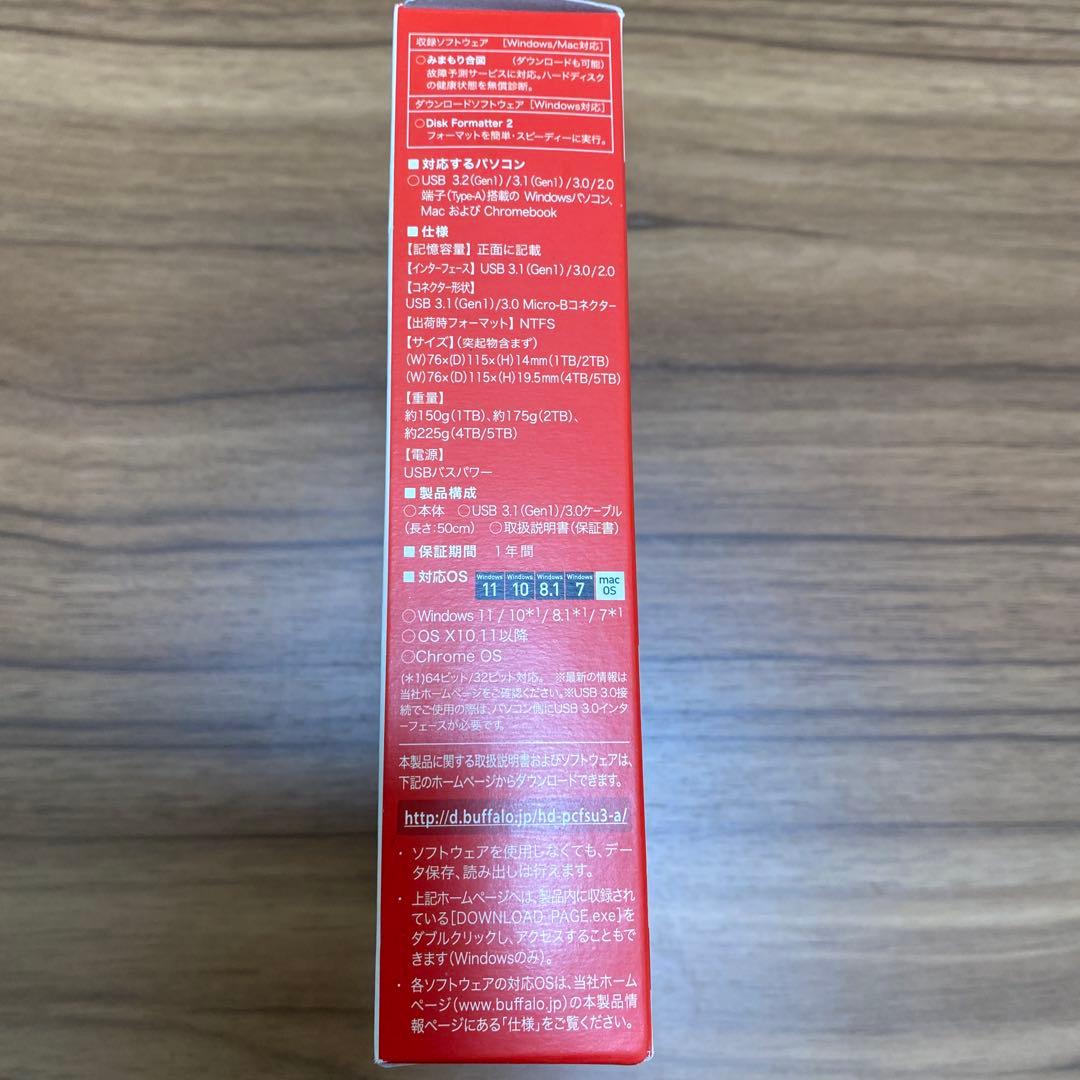 収録ソフトウェア [Windows/Mac対応]
○みまもり合図 (ダウンロードも可能)
故障予測サービスに対応。ハードディスク
の健康状態を無償診断。
ダウンロードソフトウェア [Windows対応]
○Disk Formatter 2
フォーマットを簡単・スピーディーに実行。
■対応するパソコン
○USB 3.2(Gen1)/3.1(Gen1)/3.0/2.0
端子(Type-A)搭載の Windowsパソコン、
Mac および Chromebook
■仕様
【記憶容量】正面に記載
【インターフェース】USB 3.1(Gen1)/3.0/2.0
【コネクター形状】
USB 3.1(Gen1)/3.0 Micro-Bコネクター
【出荷時フォーマット】NTFS
【サイズ】(突起物含まず)
(W)76×(D)115×(H)14mm(1TB/2TB)
(W)76×(D)115×(H)19.5mm(4TB/5TB)
【重量】
約150g(1TB)、約175g(2TB)、
約225g(4TB/5TB)
【電源】
USBバスパワー
■製品構成
○本体 ○USB 3.1(Gen1)/3.0ケーブル
(長さ:50cm) ○取扱説明書(保証書)
■保証期間 1年間
■対応OS Windows 11 Windows 10 Windows 8.1 Windows 7 mac OS
○Windows 11 / 10*1/ 8.1*1/ 7*1
○OS X10.11以降
○Chrome OS
(*1)64ビット/32ビット対応。 ※最新の情報は
当社ホームページをご確認ください。※USB 3.0接
続でご使用の際は、パソコン側にUSB 3.0インタ
ーフェースが必要です。
本製品に関する取扱説明書およびソフトウェアは、
下記のホームページからダウンロードできます。
http://d.buffalo.jp/hd-pcfsu3-a/
・ソフトウェアを使用しなくても、デー
タ保存、読み出しは行えます。
・上記ホームページへは、製品内に収録され
ている[DOWNLOAD_PAGE.exe]を
ダブルクリックし、アクセスすることもで
きます(Windowsのみ)。
・各ソフトウェアの対応OSは、当社ホーム
ページ(www.buffalo.jp)の本製品情
報ページにある「仕様」をご覧ください。